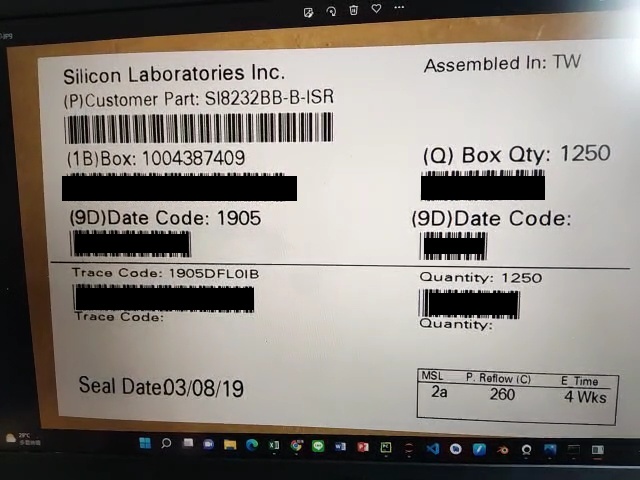 Silicon Laboratories Inc.
Assembled In: TW
(P)Customer Part: SI8232BB-B-ISR
(1B)Box: 1004387409
(Q) Box Qty: 1250
(9D)Date Code: 1905
(9D)Date Code:
Trace Code: 1905DFL0IB
Quantity: 1250
Trace Code:
Quantity:
Seal Date:03/08/19
MSL P. Reflow (C) E Time
2a 260 4 Wks